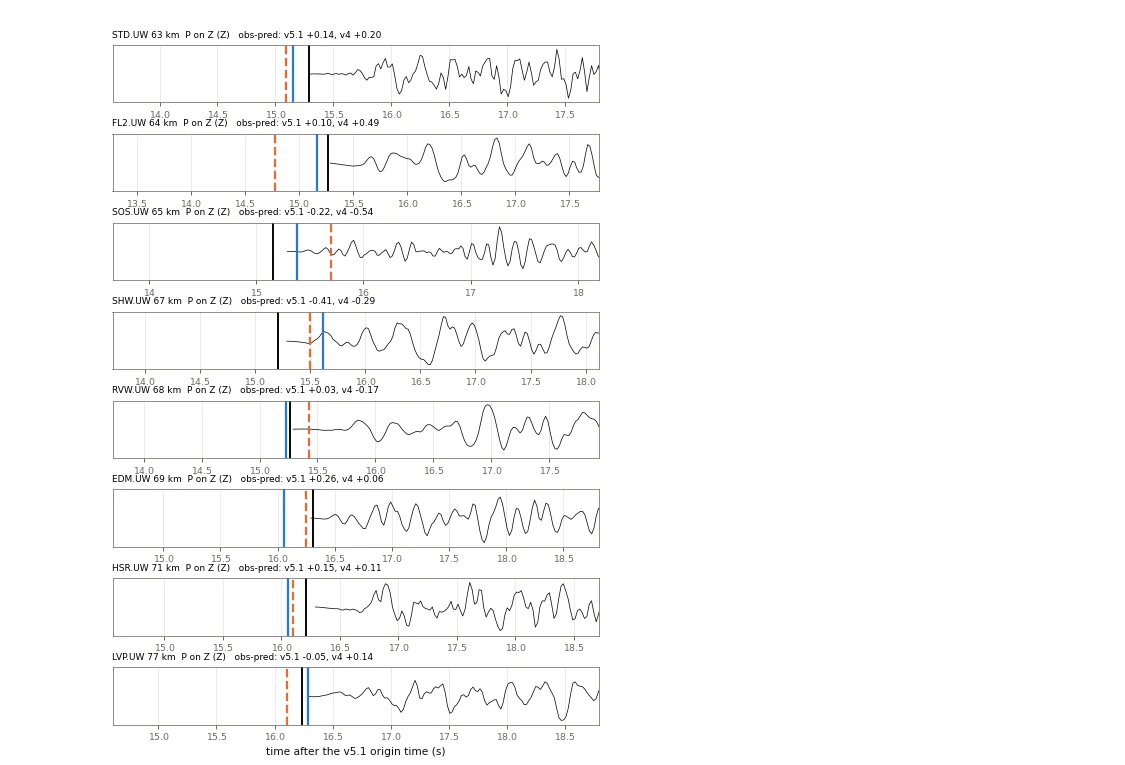 STD.UW 63 km  P on Z (Z)   obs-pred: v5.1 +0.14, v4 +0.20
14.0 14.5 15.0 15.5 16.0 16.5 17.0 17.5
FL2.UW 64 km  P on Z (Z)   obs-pred: v5.1 +0.10, v4 +0.49
13.5 14.0 14.5 15.0 15.5 16.0 16.5 17.0 17.5
SOS.UW 65 km  P on Z (Z)   obs-pred: v5.1 -0.22, v4 -0.54
14 15 16 17 18
SHW.UW 67 km  P on Z (Z)   obs-pred: v5.1 -0.41, v4 -0.29
14.0 14.5 15.0 15.5 16.0 16.5 17.0 17.5 18.0
RVW.UW 68 km  P on Z (Z)   obs-pred: v5.1 +0.03, v4 -0.17
14.0 14.5 15.0 15.5 16.0 16.5 17.0 17.5
EDM.UW 69 km  P on Z (Z)   obs-pred: v5.1 +0.26, v4 +0.06
15.0 15.5 16.0 16.5 17.0 17.5 18.0 18.5
HSR.UW 71 km  P on Z (Z)   obs-pred: v5.1 +0.15, v4 +0.11
15.0 15.5 16.0 16.5 17.0 17.5 18.0 18.5
LVP.UW 77 km  P on Z (Z)   obs-pred: v5.1 -0.05, v4 +0.14
15.0 15.5 16.0 16.5 17.0 17.5 18.0 18.5
time after the v5.1 origin time (s)